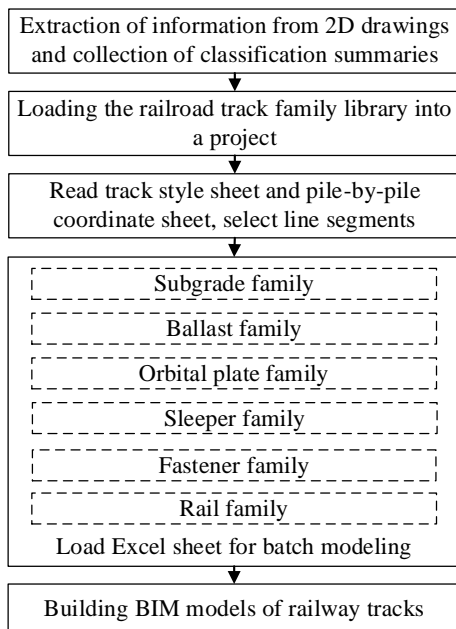 Extraction of information from 2D drawings
and collection of classification summaries
Loading the railroad track family library into
a project
Read track style sheet and pile-by-pile
coordinate sheet, select line segments
Subgrade family
Ballast family
Orbital plate family
Sleeper family
Fastener family
Rail family
Load Excel sheet for batch modeling
Building BIM models of railway tracks